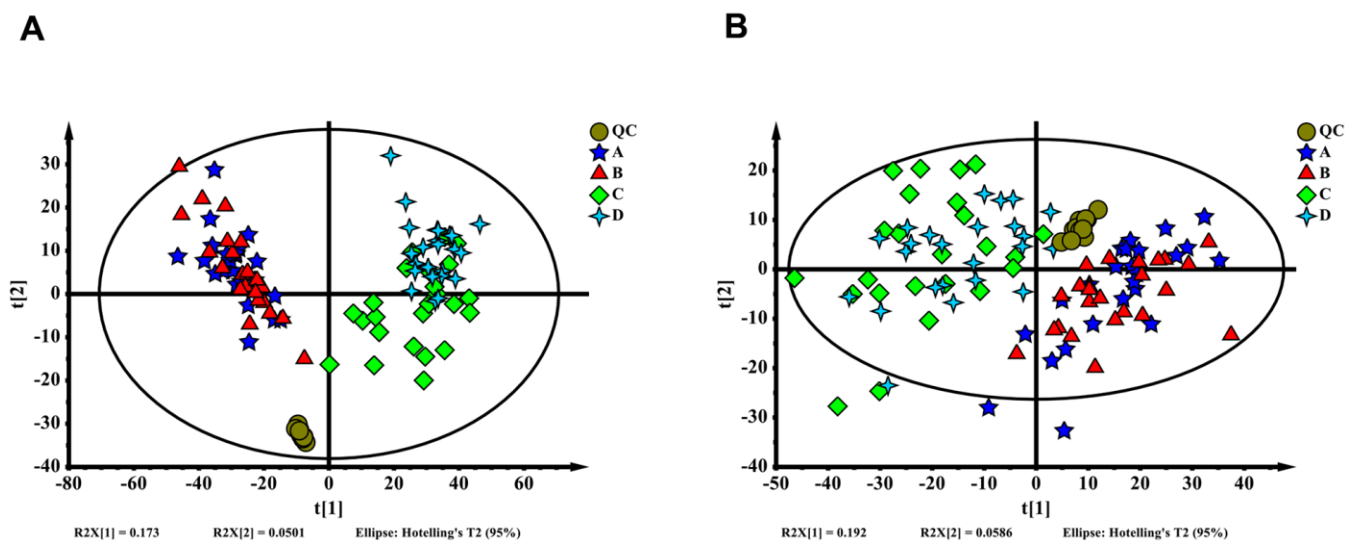 A
B
t[2]
30
20
10
0
-10
-20
-30
-40
-80
-60
-40
-20
0
20
40
60
t[1]
QC
A
B
C
D
R2X[1] = 0.173
R2X[2] = 0.0501
Ellipse: Hotelling's T2 (95%)
t[2]
20
10
0
-10
-20
-30
-40
-50
-40
-30
-20
-10
0
10
20
30
40
t[1]
QC
A
B
C
D
R2X[1] = 0.192
R2X[2] = 0.0586
Ellipse: Hotelling's T2 (95%)